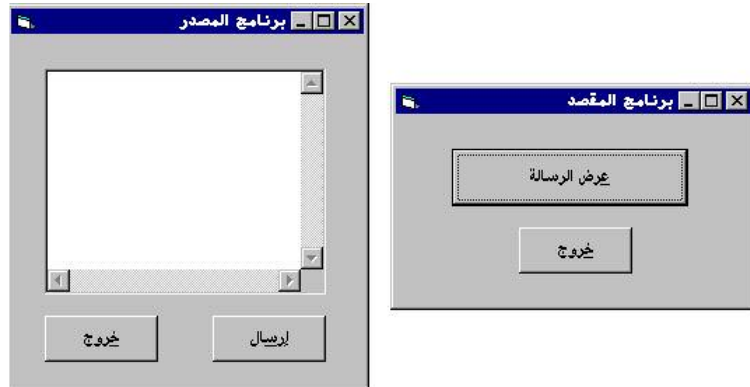 برنامج المصدر
إرسال
خروج
برنامج المقصد
عرض الرسالة
خروج